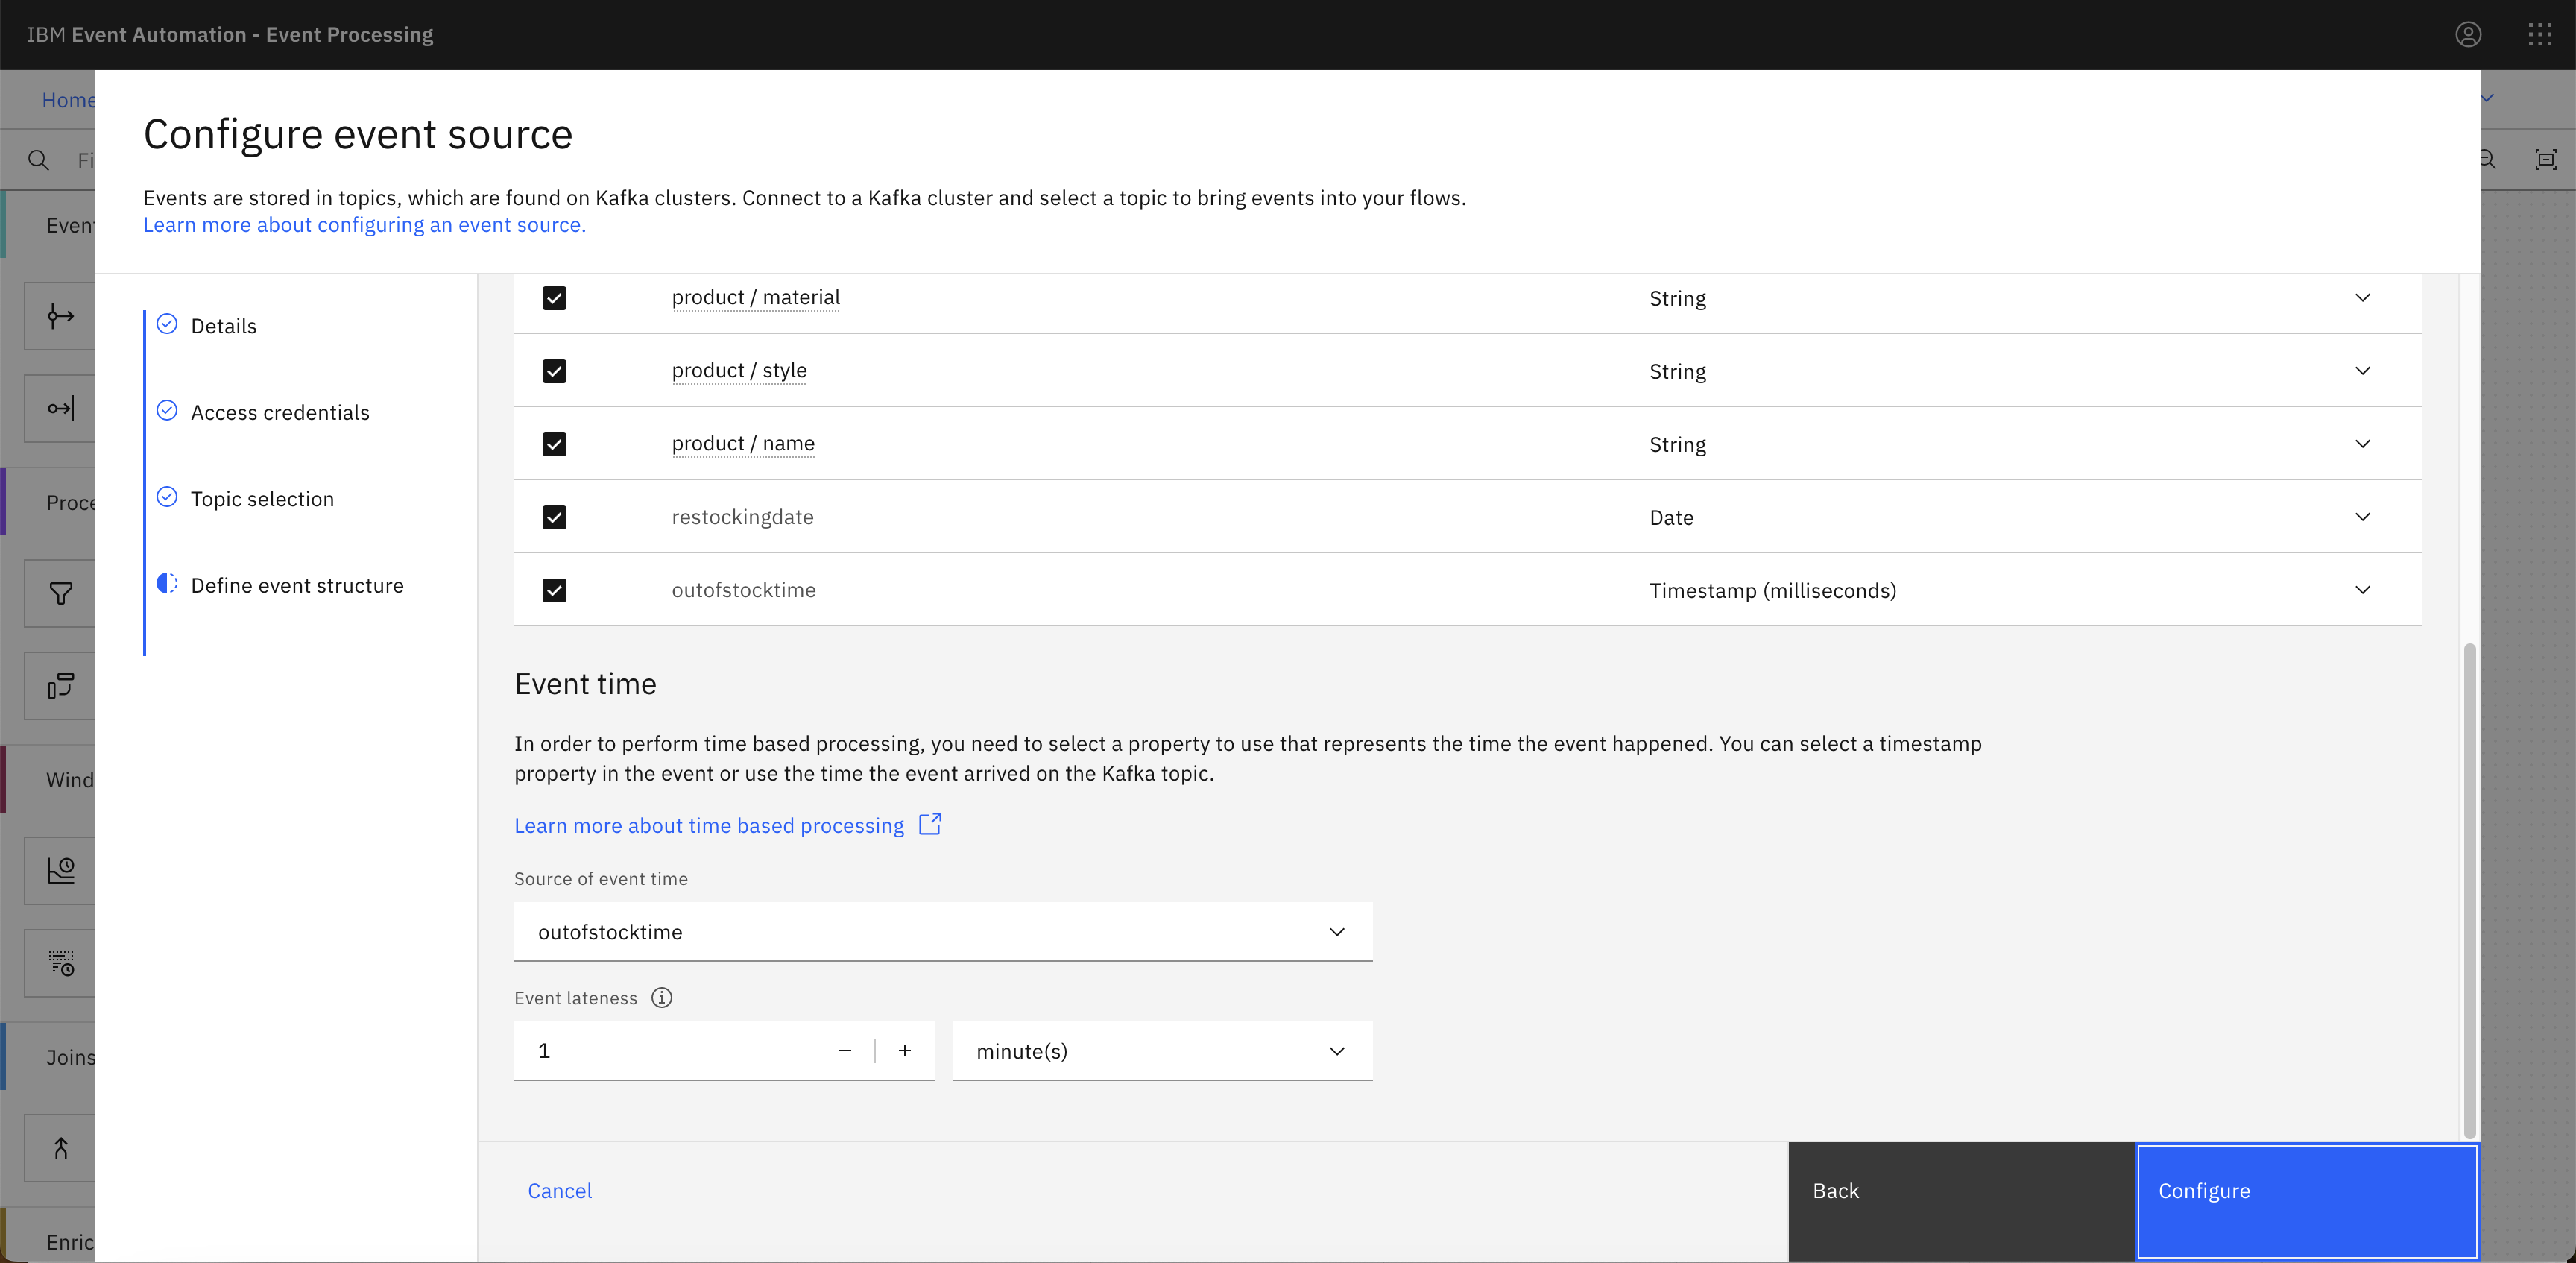 IBM Event Automation - Event Processing
Home
Configure event source
Events are stored in topics, which are found on Kafka clusters. Connect to a Kafka cluster and select a topic to bring events into your flows.
Learn more about configuring an event source.
Fi
Event
Proce
Wind
Joins
Enric
Details
Access credentials
Topic selection
Define event structure
product / material String
product / style String
product / name String
restockingdate Date
outofstocktime Timestamp (milliseconds)
Event time
In order to perform time based processing, you need to select a property to use that represents the time the event happened. You can select a timestamp
property in the event or use the time the event arrived on the Kafka topic.
Learn more about time based processing
Source of event time
outofstocktime
Event lateness
1 minute(s)
Cancel Back Configure